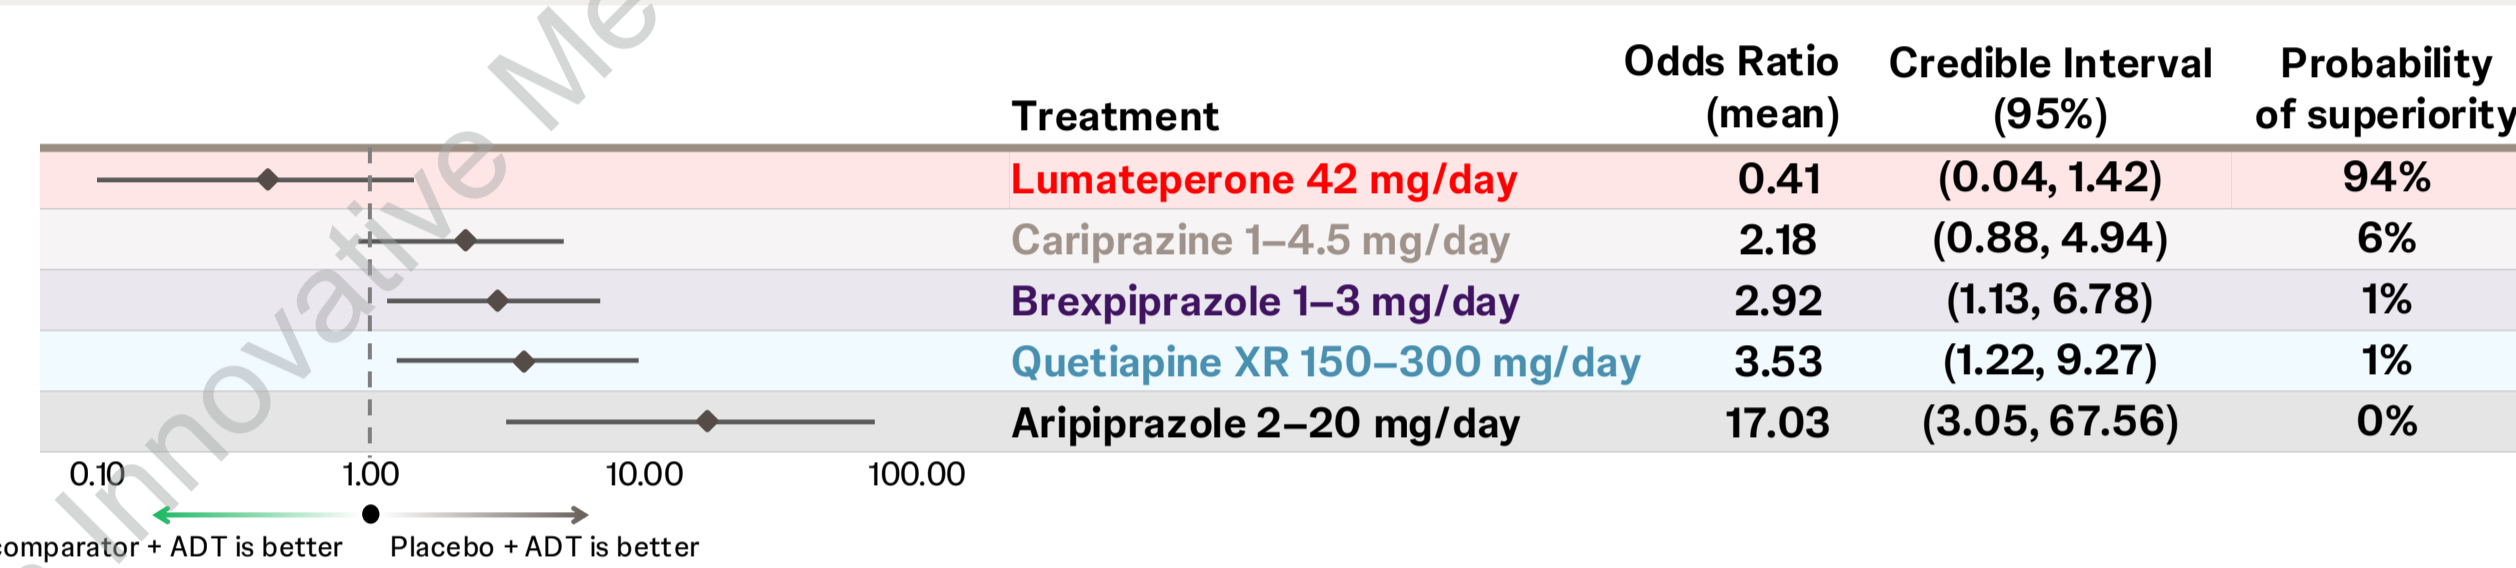 Odds Ratio (mean) Credible Interval (95%) Probability of superiority
Treatment
Lumateperone 42 mg/day 0.41 (0.04, 1.42) 94%
Cariprazine 1–4.5 mg/day 2.18 (0.88, 4.94) 6%
Brexpiprazole 1–3 mg/day 2.92 (1.13, 6.78) 1%
Quetiapine XR 150–300 mg/day 3.53 (1.22, 9.27) 1%
Aripiprazole 2–20 mg/day 17.03 (3.05, 67.56) 0%
0.10 1.00 10.00 100.00
omparator + ADT is better Placebo + ADT is better
Innovative Me